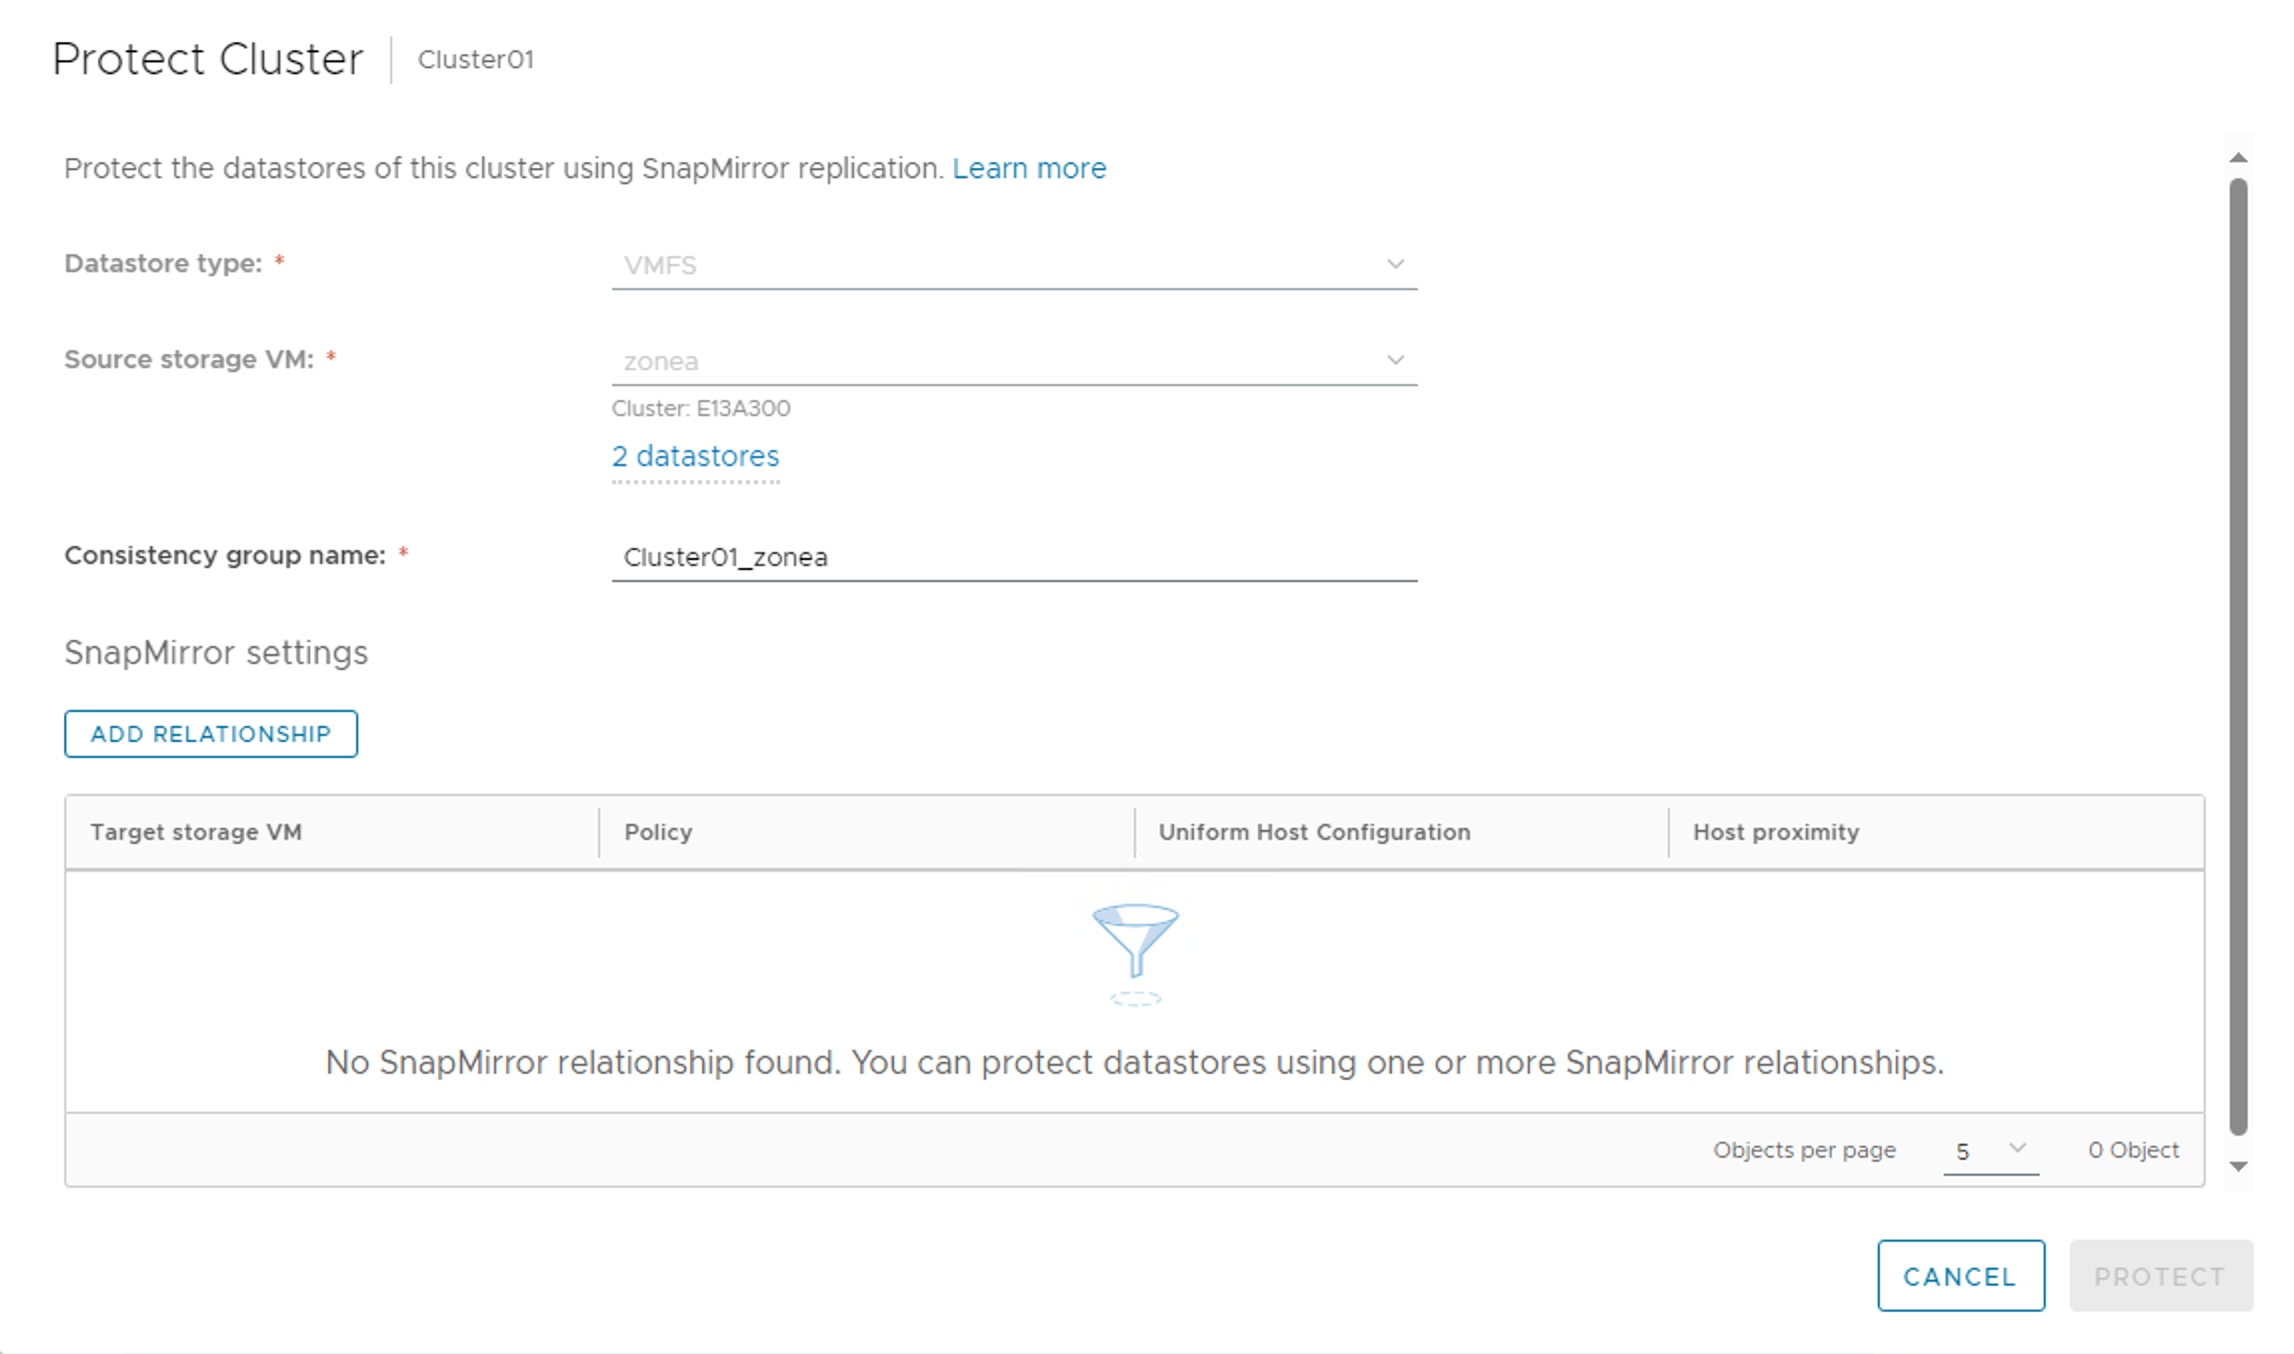 Protect Cluster Cluster01
Protect the datastores of this cluster using SnapMirror replication. Learn more
Datastore type: * VMFS
Source storage VM: * zonea
Cluster: E13A300
2 datastores
Consistency group name: * Cluster01_zonea
SnapMirror settings
ADD RELATIONSHIP
Target storage VM Policy Uniform Host Configuration Host proximity
No SnapMirror relationship found. You can protect datastores using one or more SnapMirror relationships.
Objects per page 5 0 Object
CANCEL PROTECT